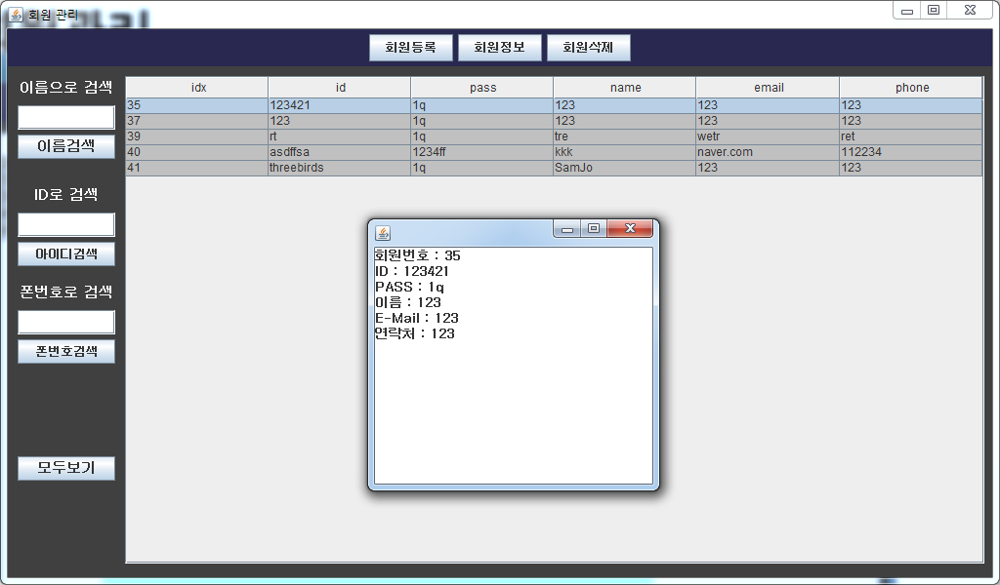 회원 관리
회원등록 회원정보 회원삭제
이름으로 검색
이름검색
ID로 검색
아이디검색
폰번호로 검색
폰번호검색
모두보기
idx id pass name email phone
35 123421 1q 123 123 123
37 123 1q 123 123 123
39 rt 1q tre wetr ret
40 asdffsa 1234ff kkk naver.com 112234
41 threebirds 1q SamJo 123 123
회원번호 : 35
ID : 123421
PASS : 1q
이름 : 123
E-Mail : 123
연락처 : 123